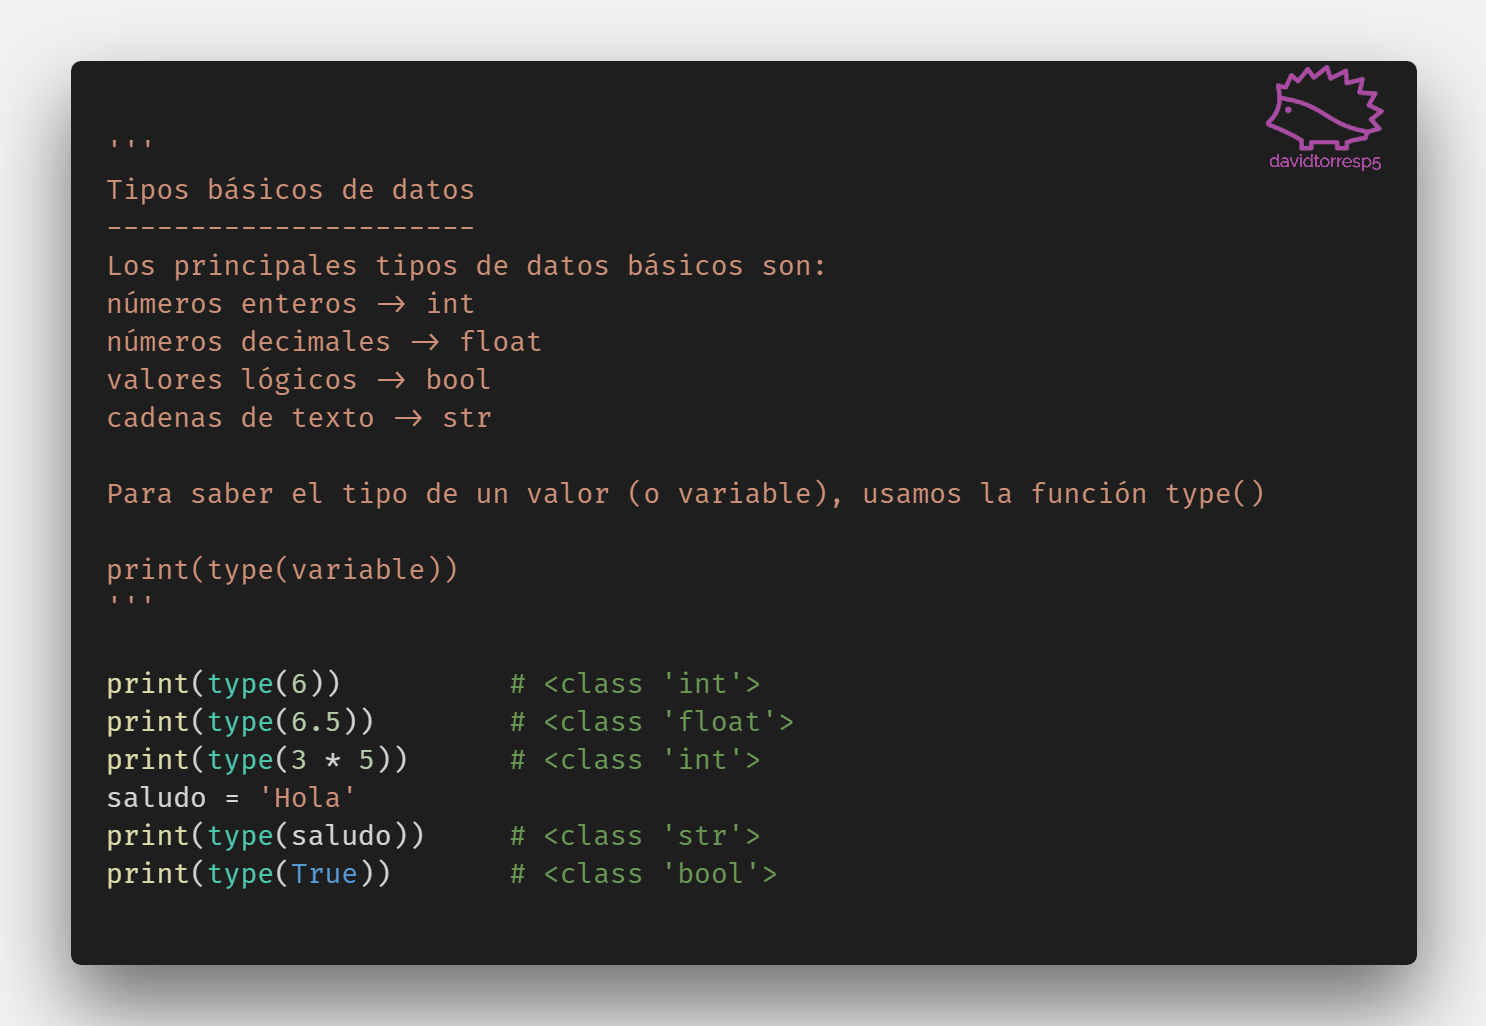 davidtorresp5
'''
Tipos básicos de datos
----------------------
Los principales tipos de datos básicos son:
números enteros -> int
números decimales -> float
valores lógicos -> bool
cadenas de texto -> str

Para saber el tipo de un valor (o variable), usamos la función type()

print(type(variable))
'''

print(type(6))          # <class 'int'>
print(type(6.5))        # <class 'float'>
print(type(3 * 5))      # <class 'int'>
saludo = 'Hola'
print(type(saludo))     # <class 'str'>
print(type(True))       # <class 'bool'>